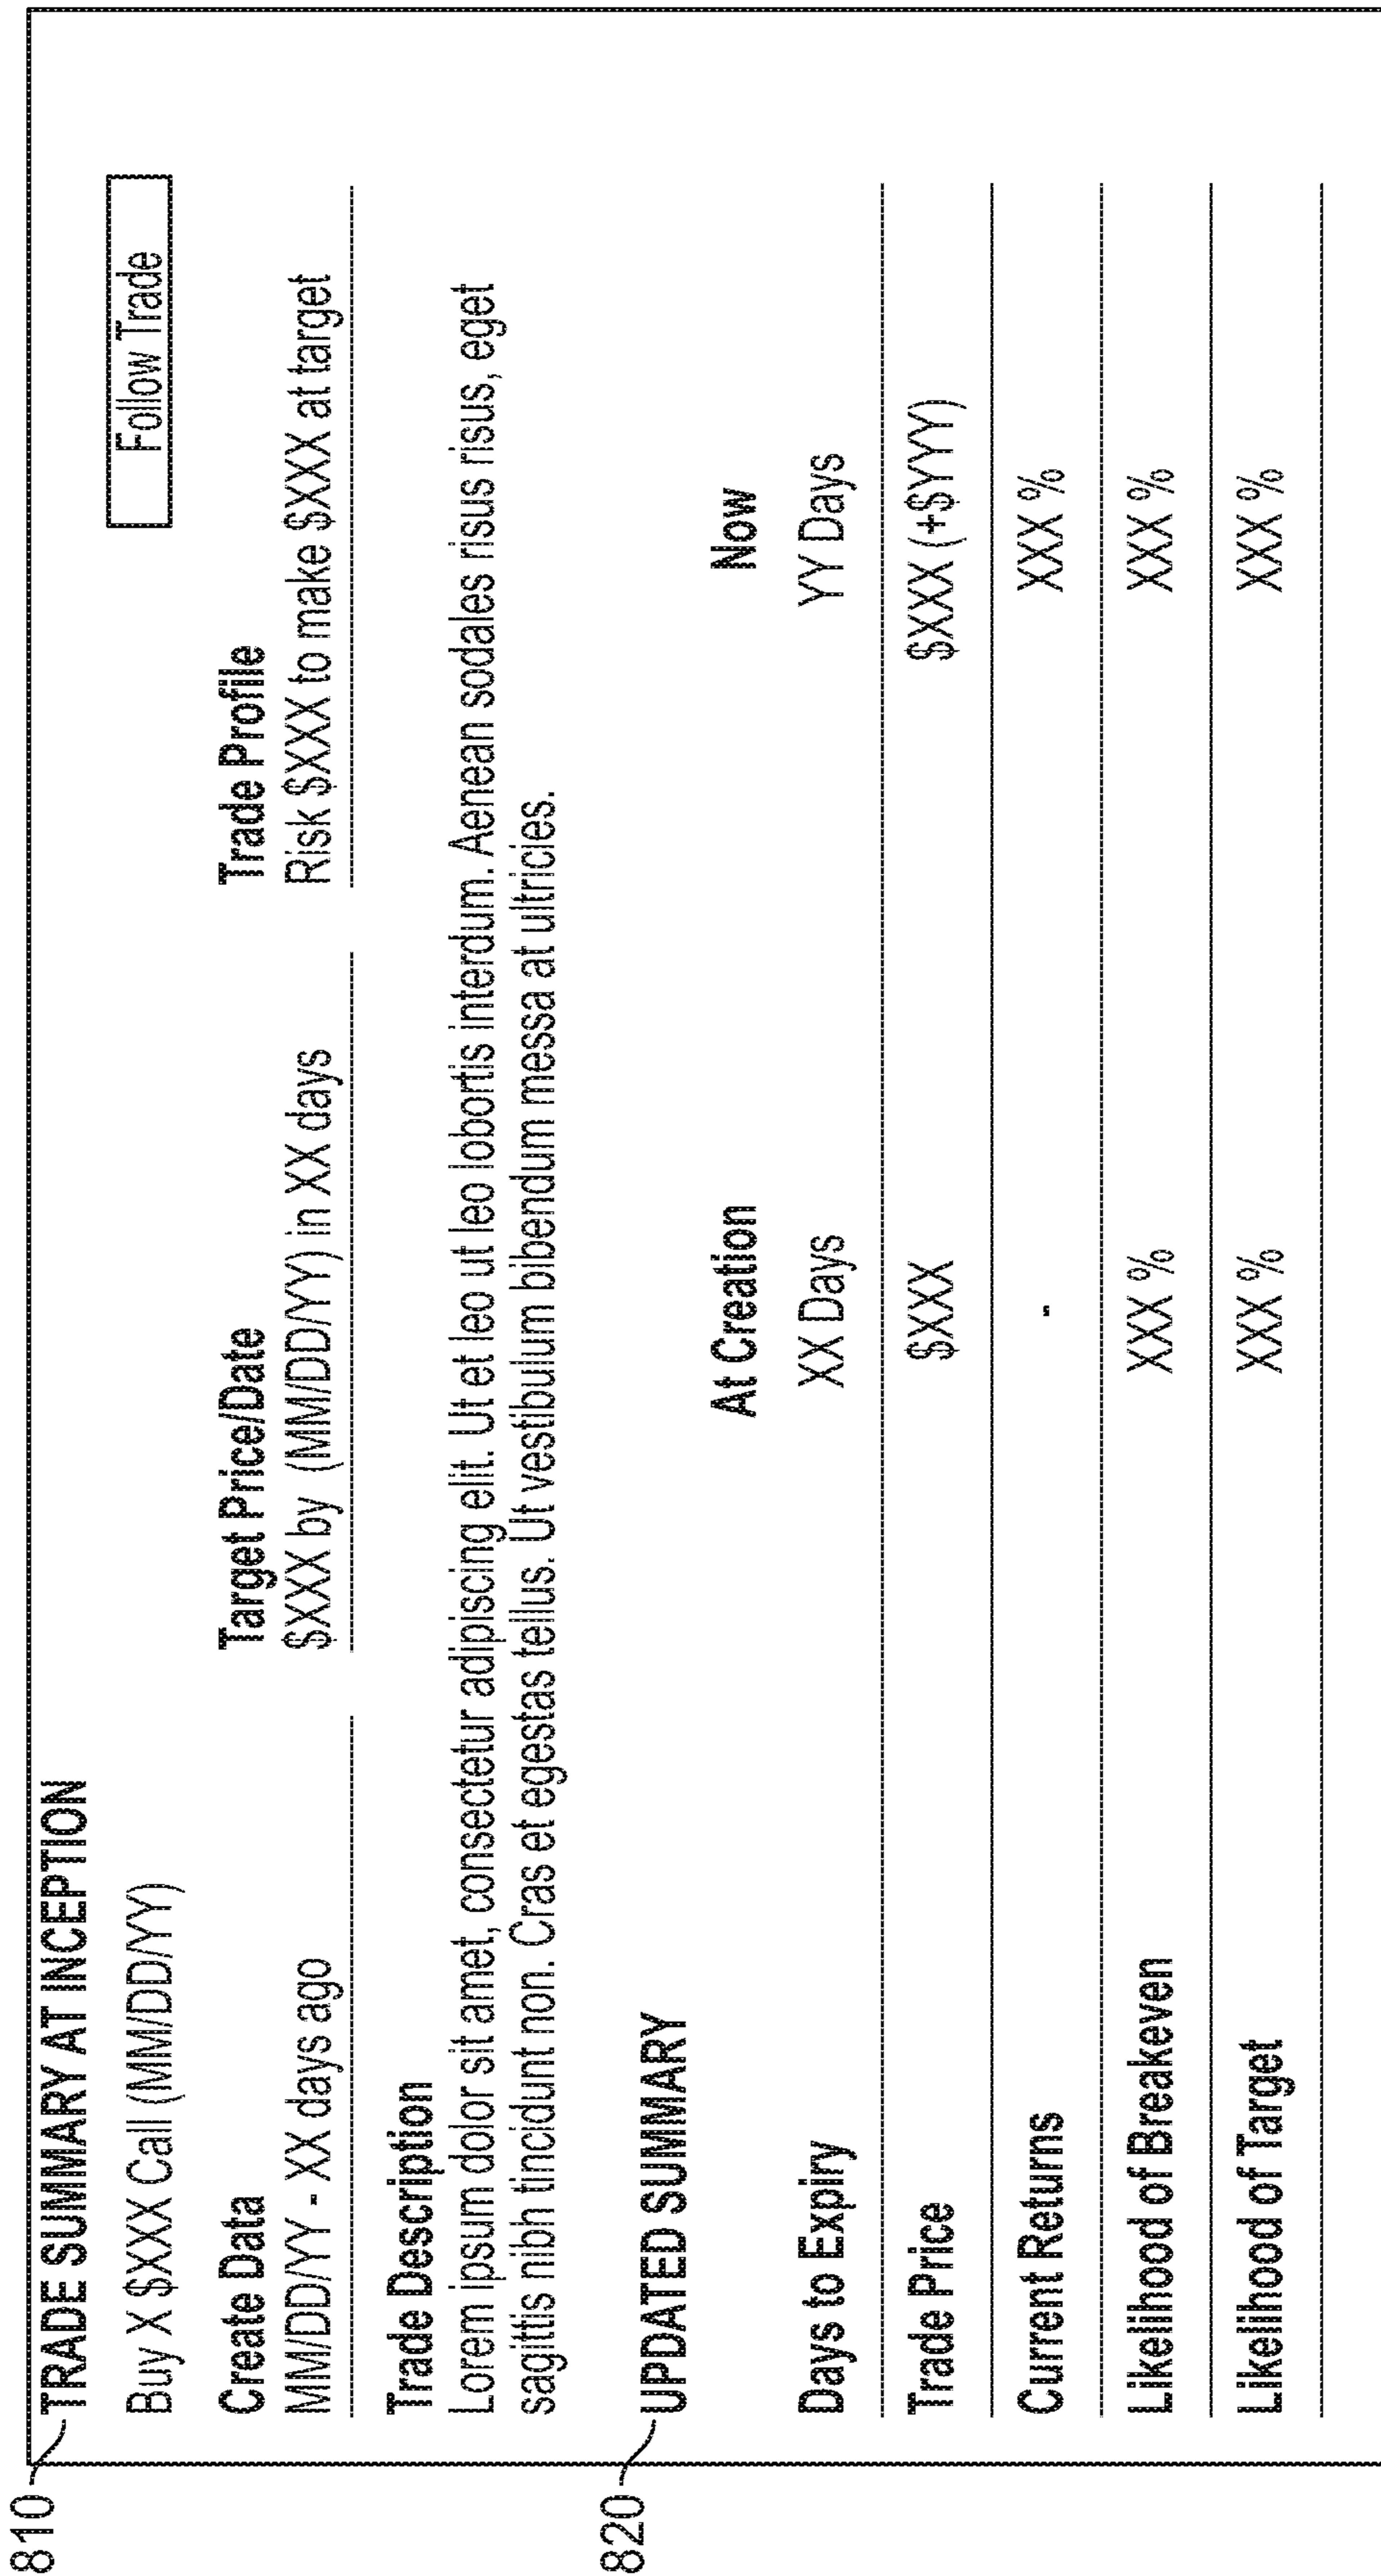 810
TRADE SUMMARY AT INCEPTION
Buy X $XXX Call (MM/DD/YY)
Follow Trade
Create Data Target Price/Date Trade Profile
MM/DD/YY - XX days ago $XXX by (MM/DD/YY) in XX days Risk $XXX to make $XXX at target
Trade Description
Lorem ipsum dolor sit amet, consectetur adipiscing elit. Ut et leo ut leo lobortis interdum. Aenean sodales risus risus, eget
sagittis nibh tincidunt non. Cras et egestas tellus. Ut vestibulum bibendum messa at ultricies.
820
UPDATED SUMMARY
At Creation Now
Days to Expiry XX Days YY Days
Trade Price $XXX $XXX (+$YYY)
Current Returns - XXX %
Likelihood of Breakeven XXX % XXX %
Likelihood of Target XXX % XXX %